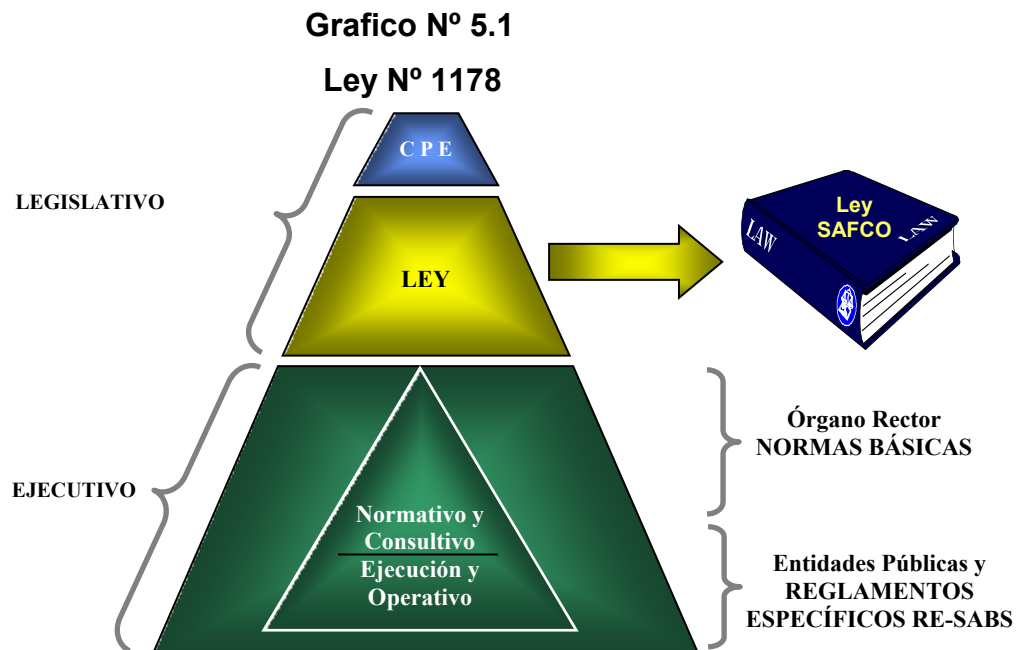 Grafico Nº 5.1
Ley Nº 1178
C P E
LEGISLATIVO
LEY
Ley
SAFCO
LAW
LAW
Órgano Rector
NORMAS BÁSICAS
EJECUTIVO
Normativo y
Consultivo
Ejecución y
Operativo
Entidades Públicas y
REGLAMENTOS
ESPECÍFICOS RE-SABS